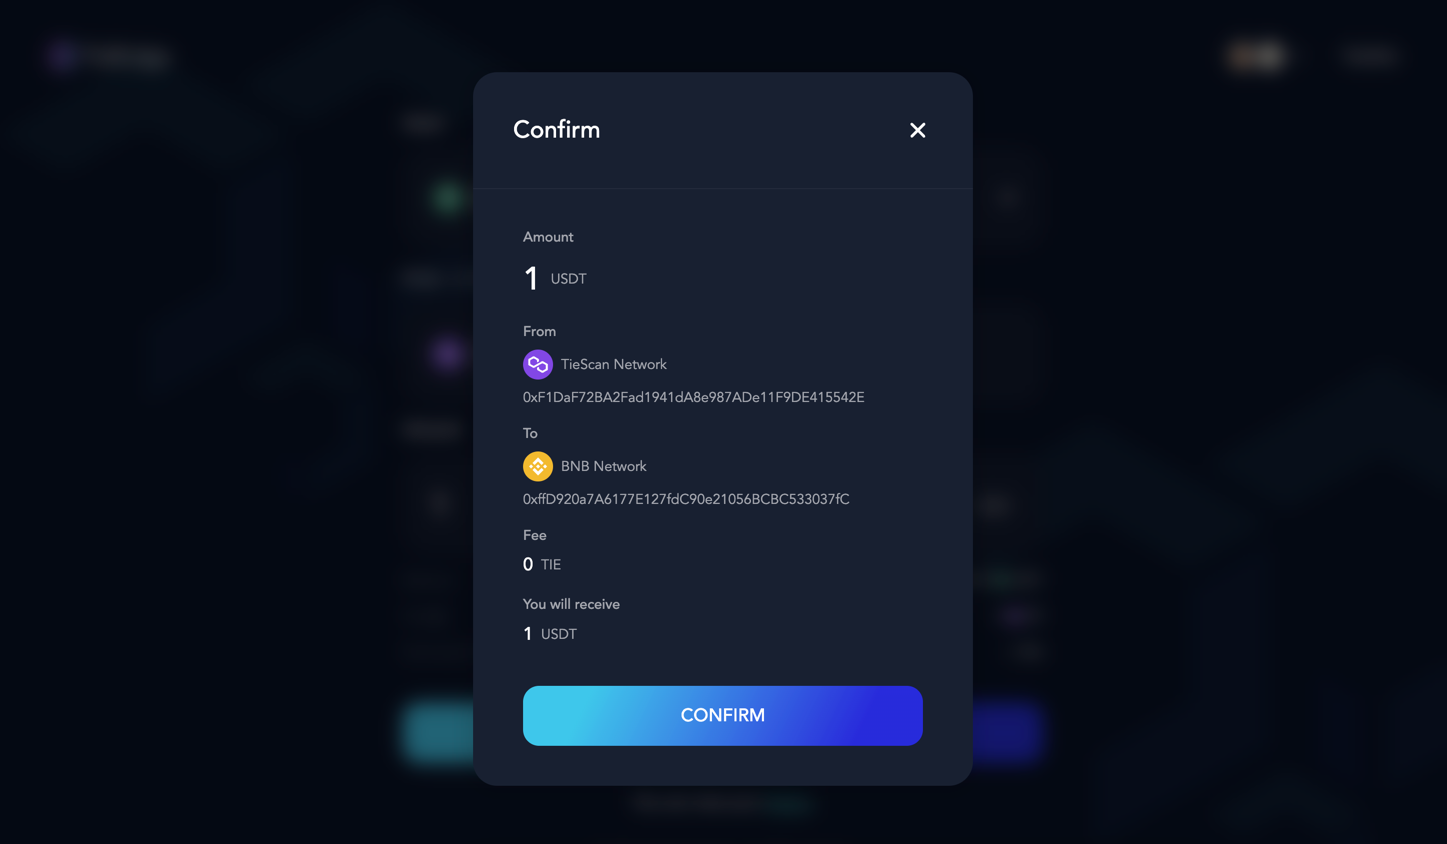 Confirm
Amount
1 USDT
From
TieScan Network
0xF1DaF72BA2Fad1941dA8e987ADe11F9DE415542E
To
BNB Network
0xffD920a7A6177E127fdC90e21056BCBC533037fC
Fee
0 TIE
You will receive
1 USDT
CONFIRM